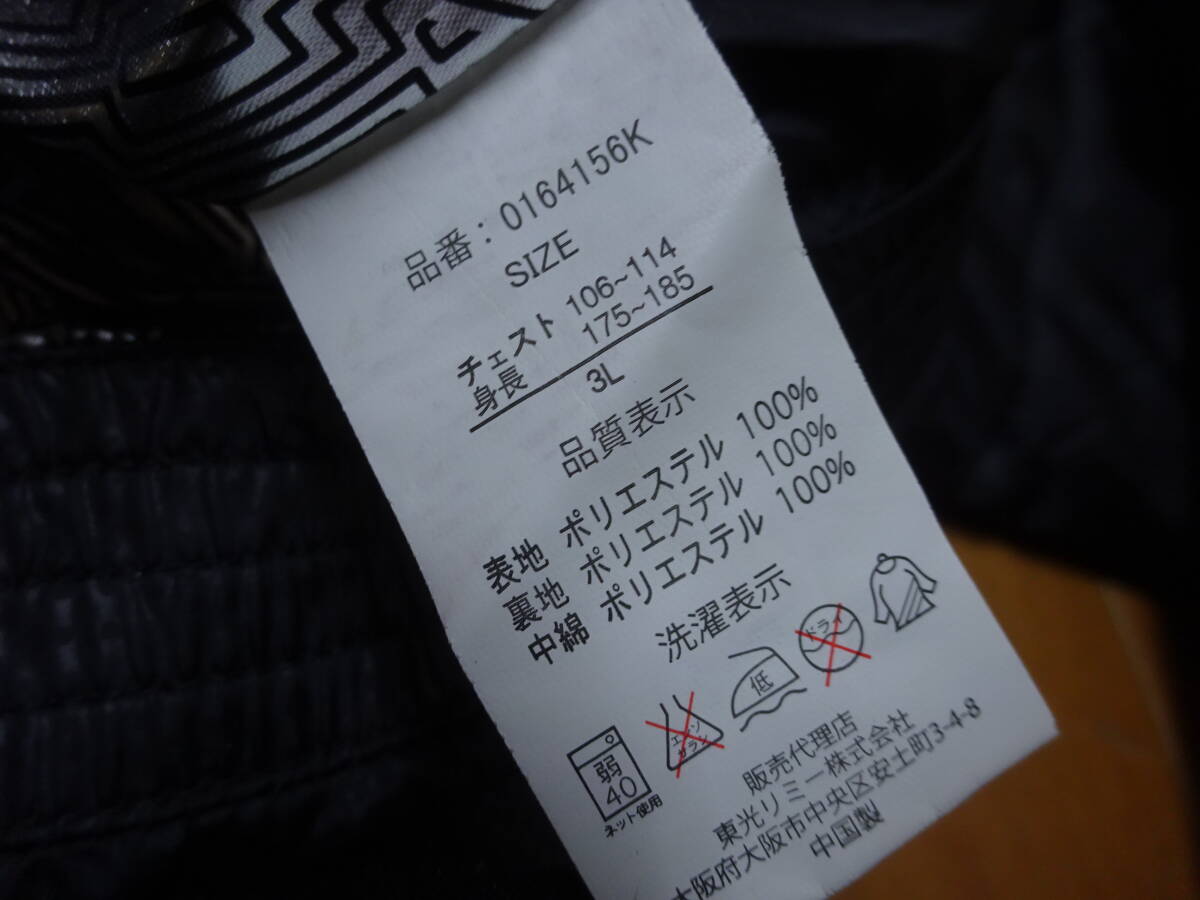 品番: 0164156K
SIZE
チェスト 106~114
身長 175~185
3L
品質表示
表地 ポリエステル 100%
裏地 ポリエステル 100%
中綿 ポリエステル 100%
洗濯表示
弱
40
ネット使用
エンソ
サラシ
低
ドライ
販売代理店
東光リミー株式会社
大阪府大阪市中央区安土町3-4-8
中国製